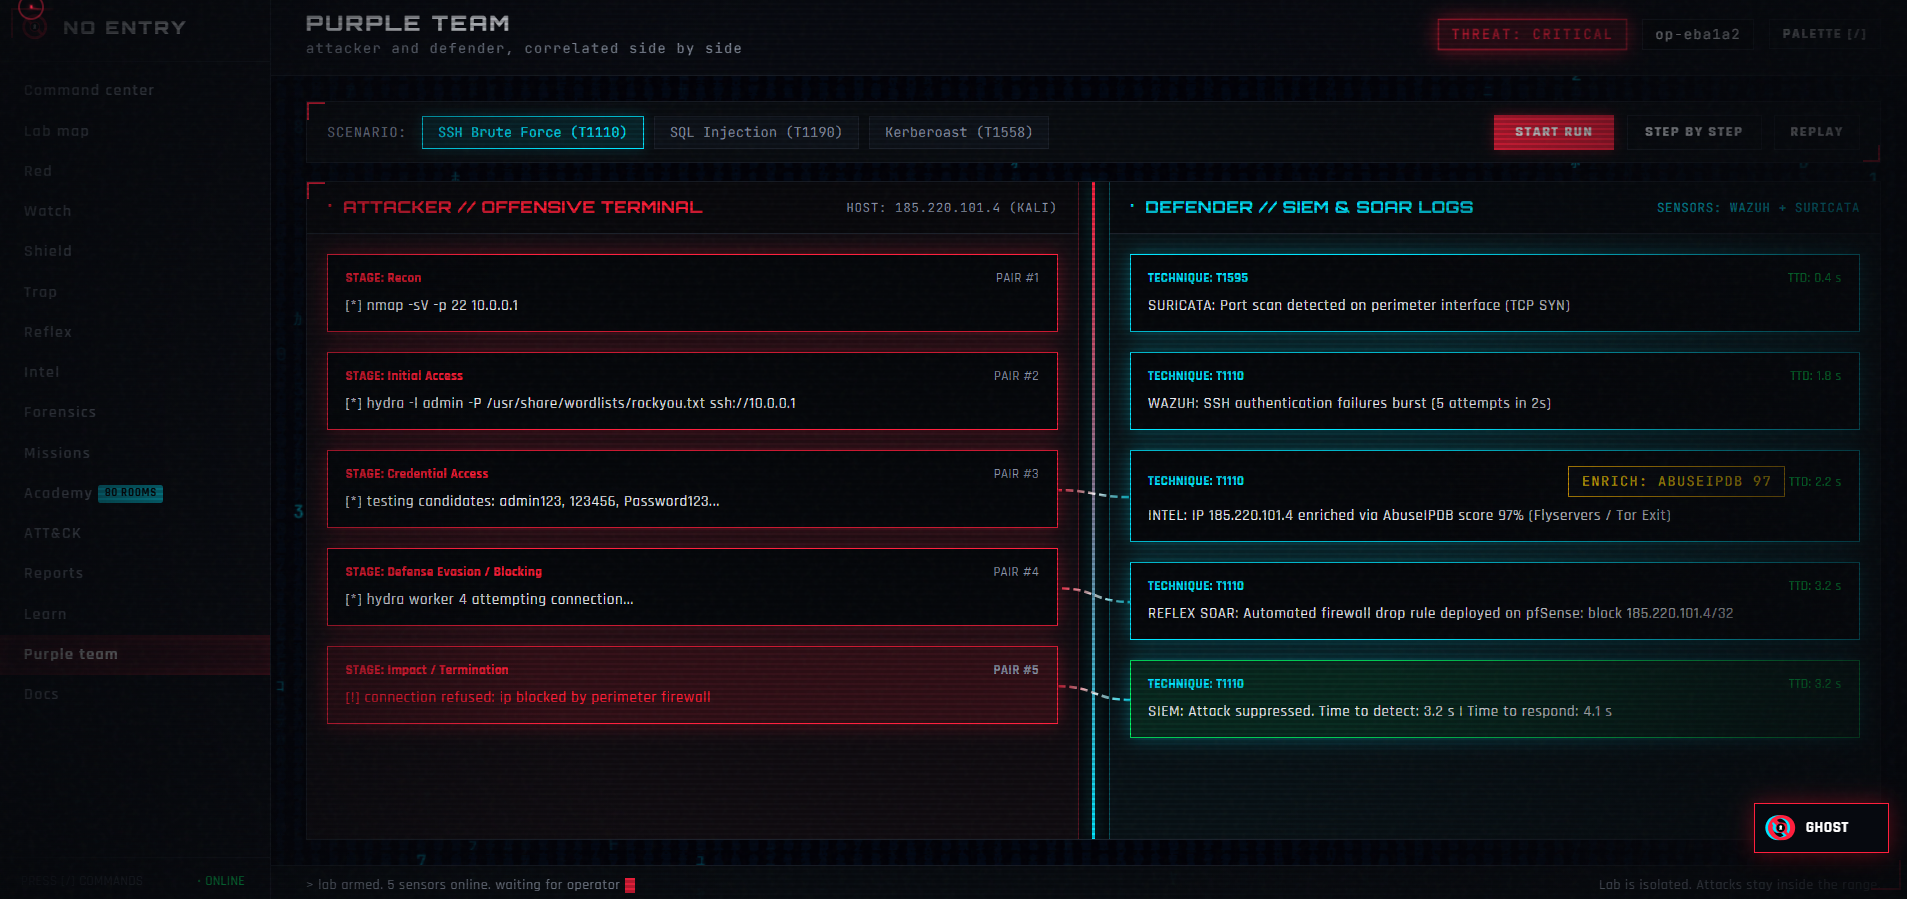 NO ENTRY
Command center
Lab map
Red
Watch
Shield
Trap
Reflex
Intel
Forensics
Missions
Academy 80 ROOMS
ATT&CK
Reports
Learn
Purple team
Docs
COMMANDS
· ONLINE
PURPLE TEAM
attacker and defender, correlated side by side
THREAT: CRITICAL
op-eba1a2
PALETTE [/]
SCENARIO:
SSH Brute Force (T1110)
SQL Injection (T1190)
Kerberoast (T1558)
START RUN
STEP BY STEP
REPLAY
· ATTACKER // OFFENSIVE TERMINAL
HOST: 185.220.101.4 (KALI)
STAGE: Recon
PAIR #1
[*] nmap -sV -p 22 10.0.0.1
STAGE: Initial Access
PAIR #2
[*] hydra -l admin -P /usr/share/wordlists/rockyou.txt ssh://10.0.0.1
STAGE: Credential Access
PAIR #3
[*] testing candidates: admin123, 123456, Password123...
STAGE: Defense Evasion / Blocking
PAIR #4
[*] hydra worker 4 attempting connection...
STAGE: Impact / Termination
PAIR #5
[!] connection refused: ip blocked by perimeter firewall
· DEFENDER // SIEM & SOAR LOGS
SENSORS: WAZUH + SURICATA
TECHNIQUE: T1595
TTD: 0.4 s
SURICATA: Port scan detected on perimeter interface (TCP SYN)
TECHNIQUE: T1110
TTD: 1.8 s
WAZUH: SSH authentication failures burst (5 attempts in 2s)
TECHNIQUE: T1110
ENRICH: ABUSEIPDB 97
TTD: 2.2 s
INTEL: IP 185.220.101.4 enriched via AbuseIPDB score 97% (Flyservers / Tor Exit)
TECHNIQUE: T1110
TTD: 3.2 s
REFLEX SOAR: Automated firewall drop rule deployed on pfSense: block 185.220.101.4/32
TECHNIQUE: T1110
TTD: 3.2 s
SIEM: Attack suppressed. Time to detect: 3.2 s | Time to respond: 4.1 s
GHOST
> lab armed. 5 sensors online. waiting for operator
Lab is isolated. Attacks stay inside the range.